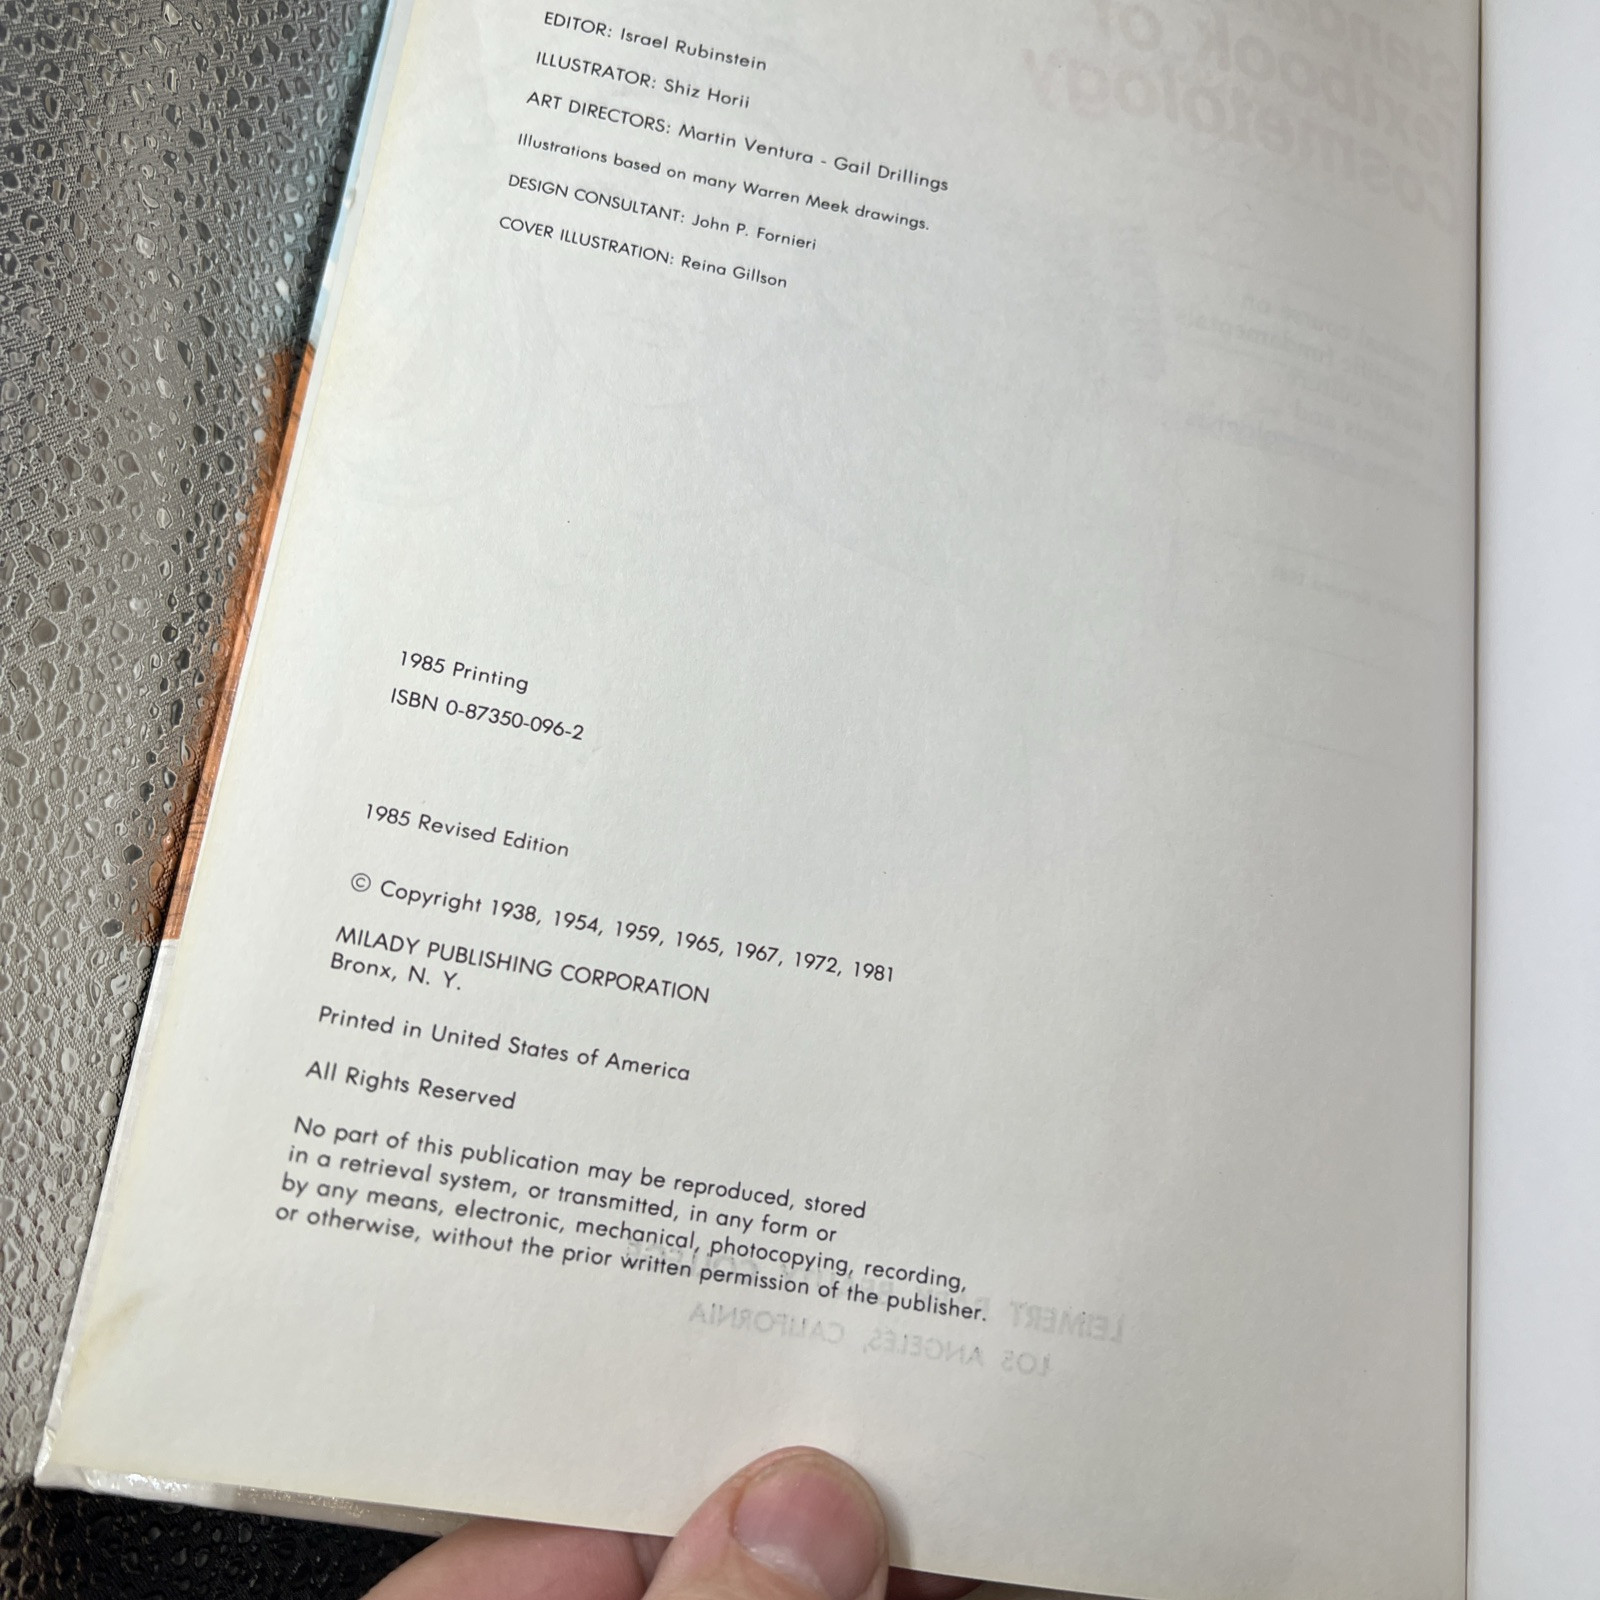 EDITOR: Israel Rubinstein
ILLUSTRATOR: Shiz Horii
ART DIRECTORS: Martin Ventura - Gail Drillings
Illustrations based on many Warren Meek drawings.
DESIGN CONSULTANT: John P. Fornieri
COVER ILLUSTRATION: Reina Gillson
1985 Printing
ISBN 0-87350-096-2
1985 Revised Edition
© Copyright 1938, 1954, 1959, 1965, 1967, 1972, 1981
MILADY PUBLISHING CORPORATION
Bronx, N. Y.
Printed in United States of America
All Rights Reserved
No part of this publication may be reproduced, stored
in a retrieval system, or transmitted, in any form or
by any means, electronic, mechanical, photocopying, recording,
or otherwise, without the prior written permission of the publisher.
LEIMERT
LOS ANGELES, CALIFORNIA